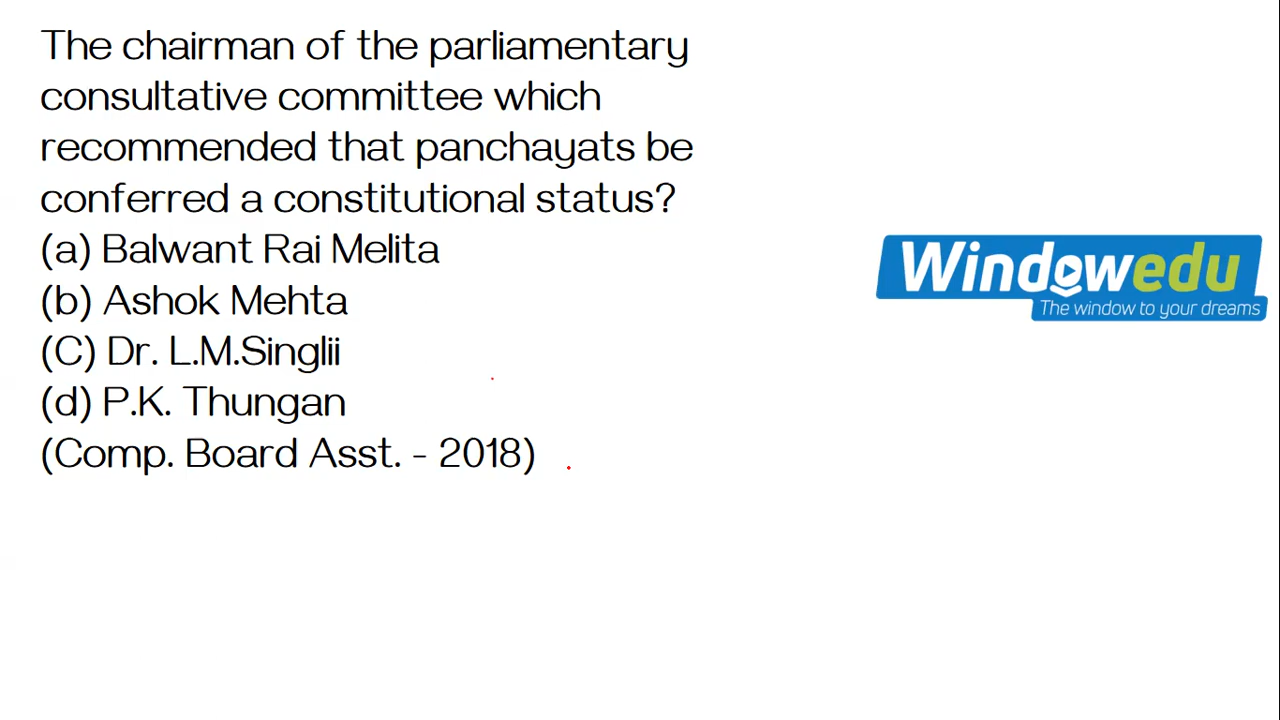 The chairman of the parliamentary
consultative committee which
recommended that panchayats be
conferred a constitutional status?
(a) Balwant Rai Melita
(b) Ashok Mehta
(C) Dr. L.M.Singlii
(d) P.K. Thungan
(Comp. Board Asst. - 2018)
Windowedu
The window to your dreams